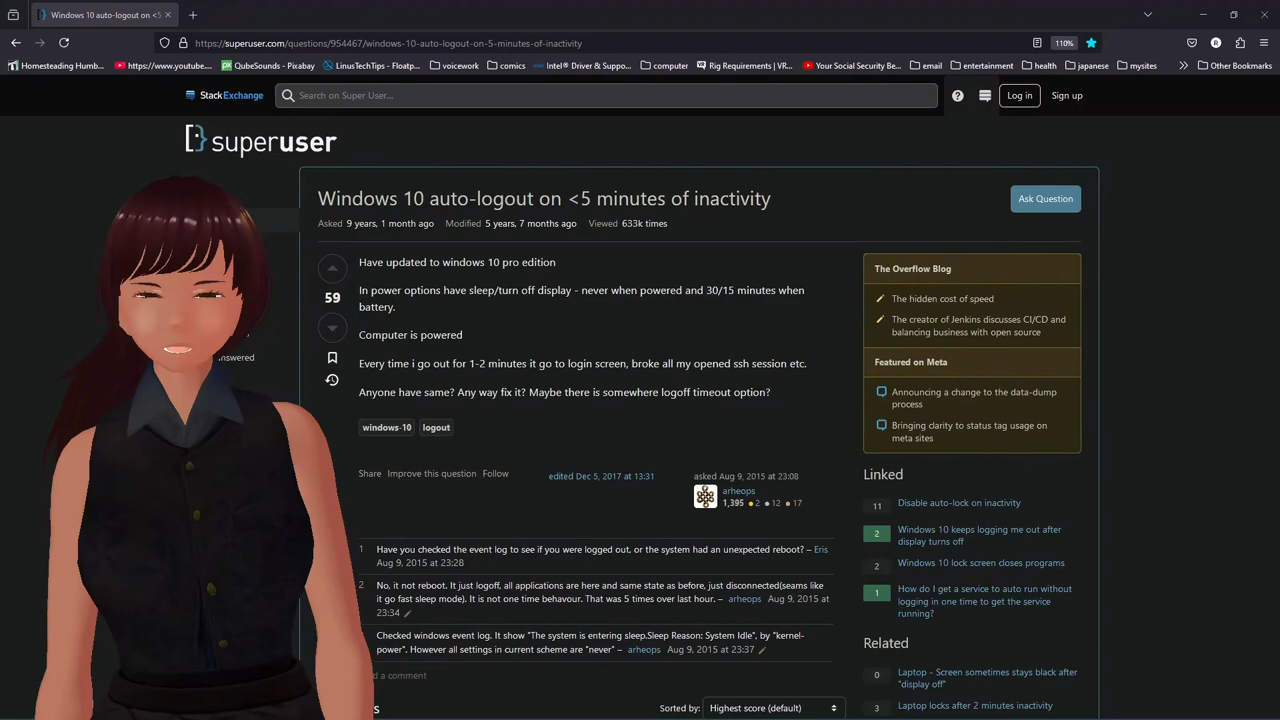 Windows 10 auto-logout on <5
https://superuser.com/questions/954467/windows-10-auto-logout-on-5-minutes-of-inactivity
110%
Homesteading Humb...
https://www.youtube....
QubeSounds - Pixabay
LinusTechTips - Floatp...
voicework
comics
Intel® Driver & Suppo...
computer
Rig Requirements | VR...
Your Social Security Be...
email
entertainment
health
japanese
mysites
Other Bookmarks
StackExchange
Search on Super User...
Log in
Sign up
superuser
Windows 10 auto-logout on <5 minutes of inactivity
Ask Question
Asked 9 years, 1 month ago Modified 5 years, 7 months ago Viewed 633k times
59
Have updated to windows 10 pro edition
In power options have sleep/turn off display - never when powered and 30/15 minutes when
battery.
Computer is powered
Every time i go out for 1-2 minutes it go to login screen, broke all my opened ssh session etc.
Anyone have same? Any way fix it? Maybe there is somewhere logoff timeout option?
windows-10
logout
Share Improve this question Follow
edited Dec 5, 2017 at 13:31
asked Aug 9, 2015 at 23:08
arheops
1,395 2 12 17
1 Have you checked the event log to see if you were logged out, or the system had an unexpected reboot? – Eris
Aug 9, 2015 at 23:28
2 No, it not reboot. It just logoff, all applications are here and same state as before, just disconnected(seams like
it go fast sleep mode). It is not one time behavour. That was 5 times over last hour. – arheops Aug 9, 2015 at
23:34
Checked windows event log. It show "The system is entering sleep.Sleep Reason: System Idle", by "kernel-
power". However all settings in current scheme are "never" – arheops Aug 9, 2015 at 23:37
d a comment
Sorted by:
Highest score (default)
nswered
The Overflow Blog
The hidden cost of speed
The creator of Jenkins discusses CI/CD and
balancing business with open source
Featured on Meta
Announcing a change to the data-dump
process
Bringing clarity to status tag usage on
meta sites
Linked
11 Disable auto-lock on inactivity
2 Windows 10 keeps logging me out after
display turns off
2 Windows 10 lock screen closes programs
1 How do I get a service to auto run without
logging in one time to get the service
running?
Related
0 Laptop - Screen sometimes stays black after
"display off"
3 Laptop locks after 2 minutes inactivity